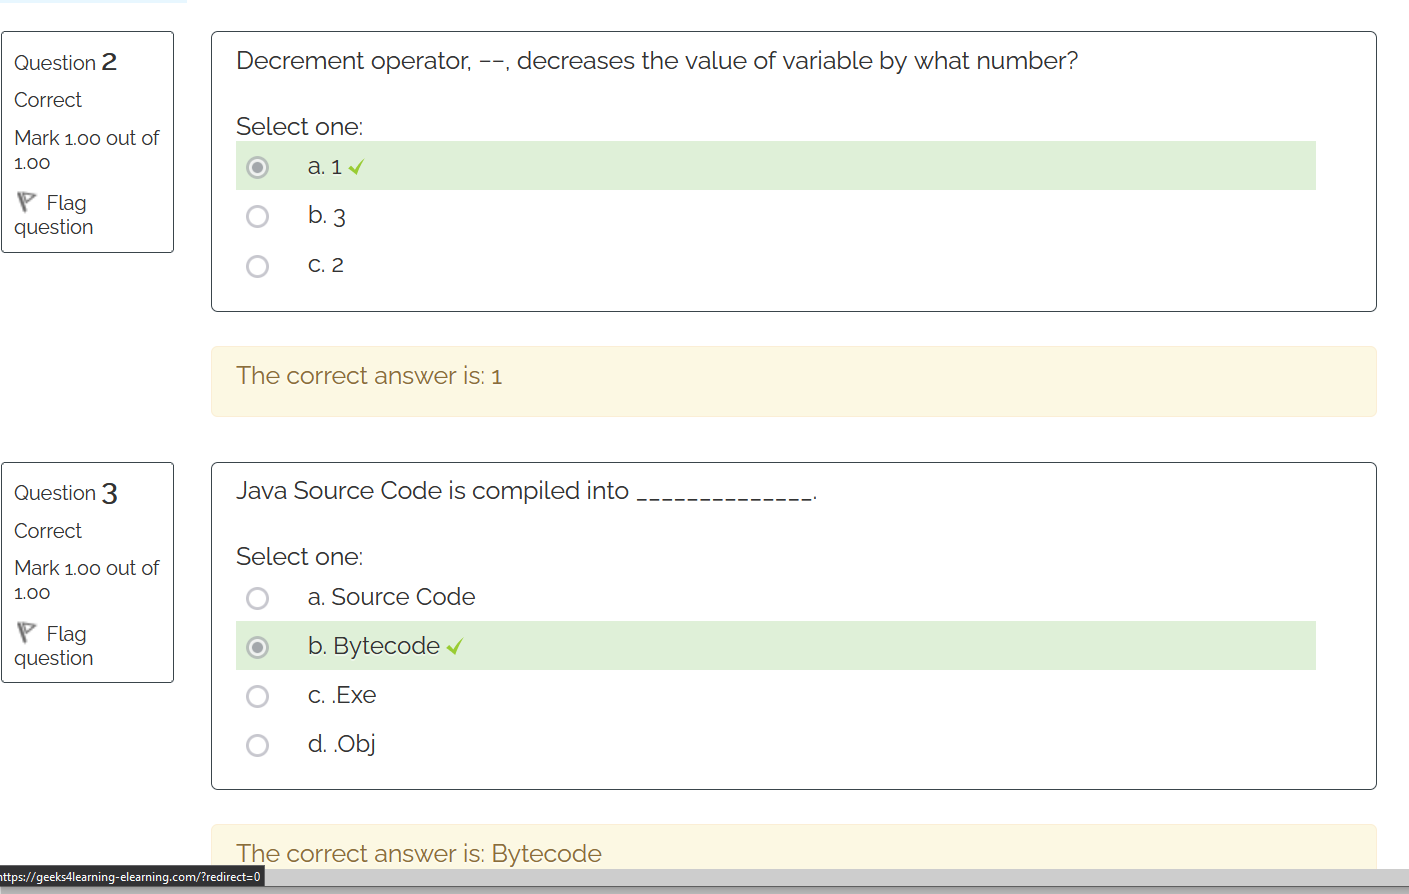 Question 2
Correct
Mark 1.00 out of
1.00
Flag
question
Decrement operator, --, decreases the value of variable by what number?
Select one:
a. 1
b. 3
c. 2
The correct answer is: 1
Question 3
Correct
Mark 1.00 out of
1.00
Flag
question
Java Source Code is compiled into ______________.
Select one:
a. Source Code
b. Bytecode
c. .Exe
d. .Obj
The correct answer is: Bytecode
https://geeks4learning-elearning.com/?redirect=0